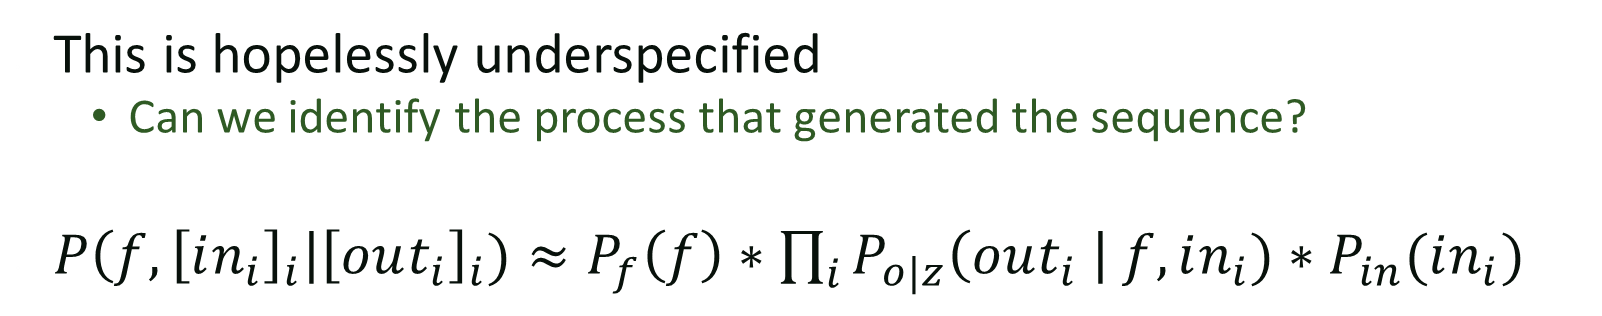 This is hopelessly underspecified
• Can we identify the process that generated the sequence?
P(f, [in_i]_i|[out_i]_i) ≈ P_f(f) * ∏_i P_{o|z}(out_i | f, in_i) * P_{in}(in_i)